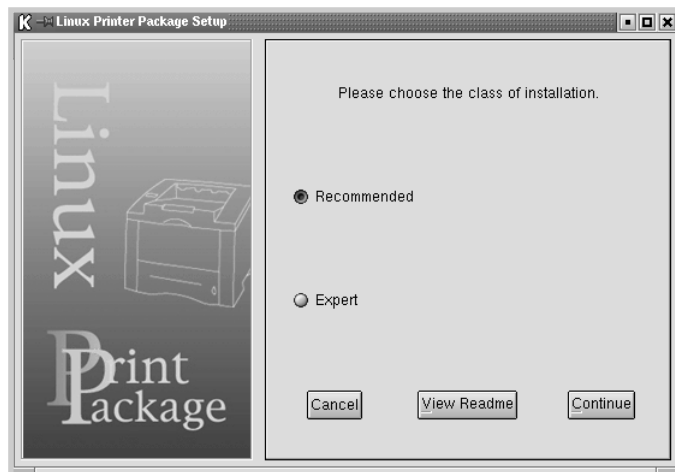 Linux Printer Package Setup
Linux
Print
Package
Please choose the class of installation.
Recommended
Expert
Cancel
View Readme
Continue